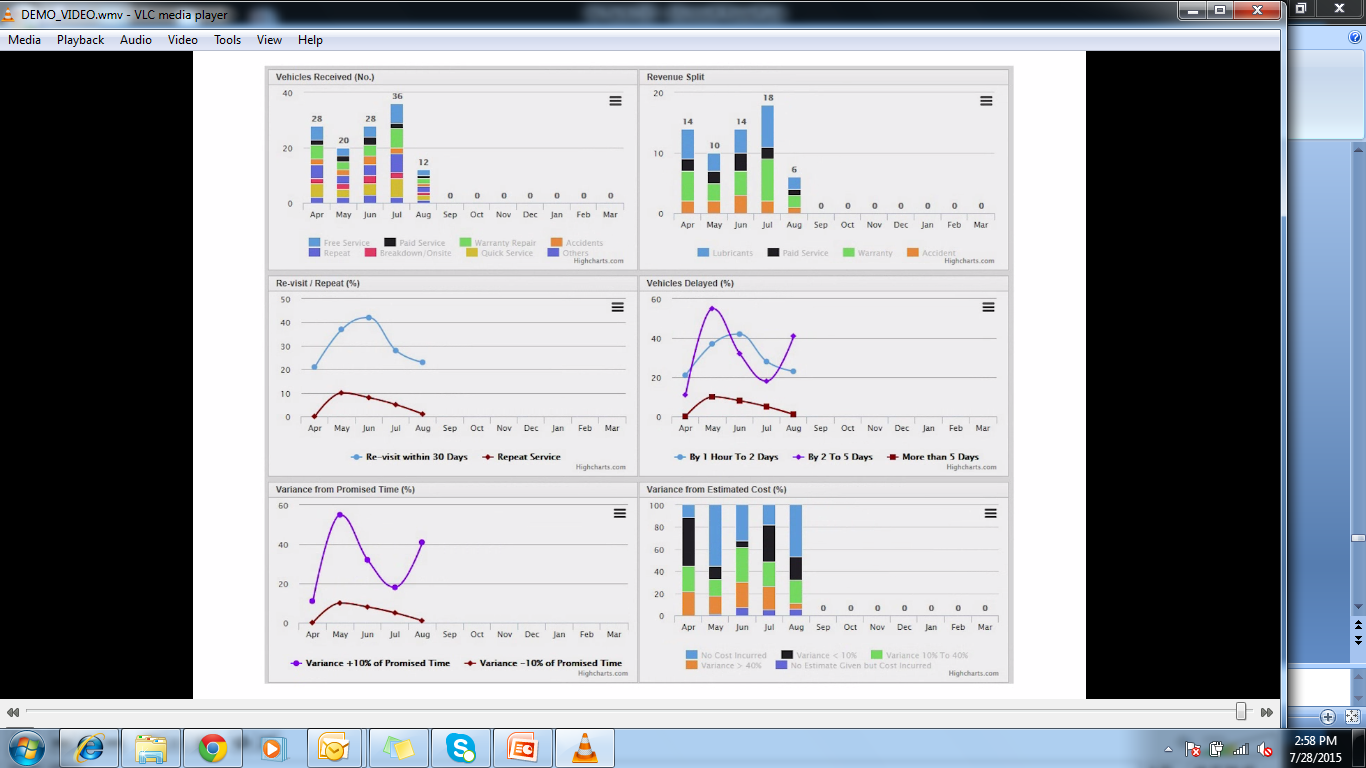 DEMO_VIDEO.wmv - VLC media player
Media Playback Audio Video Tools View Help
Vehicles Received (No.)
40
20
0
28 20 28 36 12 0 0 0 0 0 0 0
Apr May Jun Jul Aug Sep Oct Nov Dec Jan Feb Mar
Free Service Paid Service Warranty Repair Accidents
Repeat Breakdown/Onsite Quick Service Others
Highcharts.com
Revenue Split
20
10
0
14 10 14 18 6 0 0 0 0 0 0 0
Apr May Jun Jul Aug Sep Oct Nov Dec Jan Feb Mar
Lubricants Paid Service Warranty Accident
Highcharts.com
Re-visit / Repeat (%)
50
40
30
20
10
0
Apr May Jun Jul Aug Sep Oct Nov Dec Jan Feb Mar
Re-visit within 30 Days Repeat Service
Highcharts.com
Vehicles Delayed (%)
60
40
20
0
Apr May Jun Jul Aug Sep Oct Nov Dec Jan Feb Mar
By 1 Hour To 2 Days By 2 To 5 Days More than 5 Days
Highcharts.com
Variance from Promised Time (%)
60
40
20
0
Apr May Jun Jul Aug Sep Oct Nov Dec Jan Feb Mar
Variance +10% of Promised Time Variance -10% of Promised Time
Variance from Estimated Cost (%)
100
80
60
40
20
0
0 0 0 0 0 0 0
Apr May Jun Jul Aug Sep Oct Nov Dec Jan Feb Mar
No Cost Incurred Variance < 10% Variance 10% To 40%
Variance > 40% No Estimate Given but Cost Incurred
Highcharts.com
2:58 PM
7/28/2015